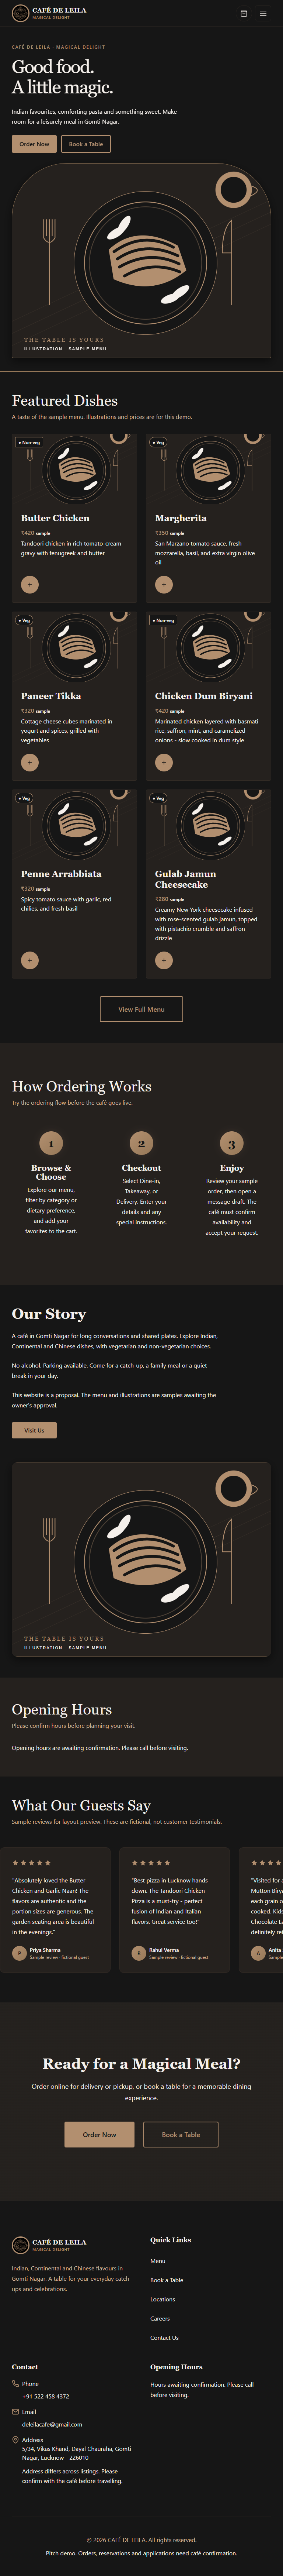 CAFÉ DE LEILA
MAGICAL DELIGHT
CAFÉ DE LEILA · MAGICAL DELIGHT
Good food.
A little magic.
Indian favourites, comforting pasta and something sweet. Make
room for a leisurely meal in Gomti Nagar.
Order Now
Book a Table
THE TABLE IS YOURS
ILLUSTRATION · SAMPLE MENU
Featured Dishes
A taste of the sample menu. Illustrations and prices are for this demo.
Non-veg
Butter Chicken
₹420 sample
Tandoori chicken in rich tomato-cream
gravy with fenugreek and butter
+
Veg
Margherita
₹350 sample
San Marzano tomato sauce, fresh
mozzarella, basil, and extra virgin olive
oil
+
Veg
Paneer Tikka
₹320 sample
Cottage cheese cubes marinated in
yogurt and spices, grilled with
vegetables
+
Non-veg
Chicken Dum Biryani
₹420 sample
Marinated chicken layered with basmati
rice, saffron, mint, and caramelized
onions - slow cooked in dum style
+
Veg
Penne Arrabbiata
₹320 sample
Spicy tomato sauce with garlic, red
chilies, and fresh basil
+
Veg
Gulab Jamun
Cheesecake
₹280 sample
Creamy New York cheesecake infused
with rose-scented gulab jamun, topped
with pistachio crumble and saffron
drizzle
+
View Full Menu
How Ordering Works
Try the ordering flow before the café goes live.
1
Browse &
Choose
Explore our menu,
filter by category or
dietary preference,
and add your
favorites to the cart.
2
Checkout
Select Dine-in,
Takeaway, or
Delivery. Enter your
details and any
special instructions.
3
Enjoy
Review your sample
order, then open a
message draft. The
café must confirm
availability and
accept your request.
Our Story
A café in Gomti Nagar for long conversations and shared plates. Explore Indian,
Continental and Chinese dishes, with vegetarian and non-vegetarian choices.
No alcohol. Parking available. Come for a catch-up, a family meal or a quiet
break in your day.
This website is a proposal. The menu and illustrations are samples awaiting the
owner's approval.
Visit Us
THE TABLE IS YOURS
ILLUSTRATION · SAMPLE MENU
Opening Hours
Please confirm hours before planning your visit.
Opening hours are awaiting confirmation. Please call before visiting.
What Our Guests Say
Sample reviews for layout preview. These are fictional, not customer testimonials.
"Absolutely loved the Butter
Chicken and Garlic Naan! The
flavors are authentic and the
portion sizes are generous. The
garden seating area is beautiful
in the evenings."
P
Priya Sharma
Sample review · fictional guest
"Best pizza in Lucknow hands
down. The Tandoori Chicken
Pizza is a must-try - perfect
fusion of Indian and Italian
flavors. Great service too!"
R
Rahul Verma
Sample review · fictional guest
"Visited for
Mutton Birya
each grain o
cooked. Kids
Chocolate La
definitely ret
A
Anita
Sample
Ready for a Magical Meal?
Order online for delivery or pickup, or book a table for a memorable dining
experience.
Order Now
Book a Table
CAFÉ DE LEILA
MAGICAL DELIGHT
Indian, Continental and Chinese flavours in
Gomti Nagar. A table for your everyday catch-
ups and celebrations.
Quick Links
Menu
Book a Table
Locations
Careers
Contact Us
Contact
Phone
+91 522 458 4372
Email
deleilacafe@gmail.com
Address
5/34, Vikas Khand, Dayal Chauraha, Gomti
Nagar, Lucknow - 226010
Address differs across listings. Please
confirm with the café before travelling.
Opening Hours
Hours awaiting confirmation. Please call
before visiting.
© 2026 CAFÉ DE LEILA. All rights reserved.
Pitch demo. Orders, reservations and applications need café confirmation.